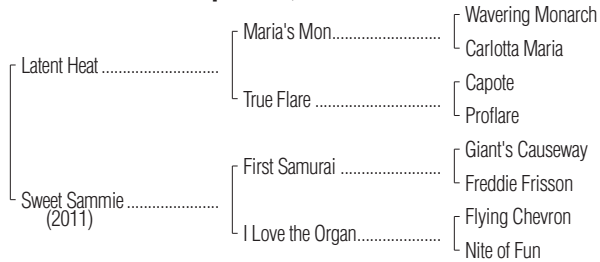 Wavering Monarch
Maria's Mon
Carlotta Maria
Latent Heat
Capote
True Flare
Proflare
Giant's Causeway
First Samurai
Freddie Frisson
Sweet Sammie
(2011)
Flying Chevron
I Love the Organ
Nite of Fun